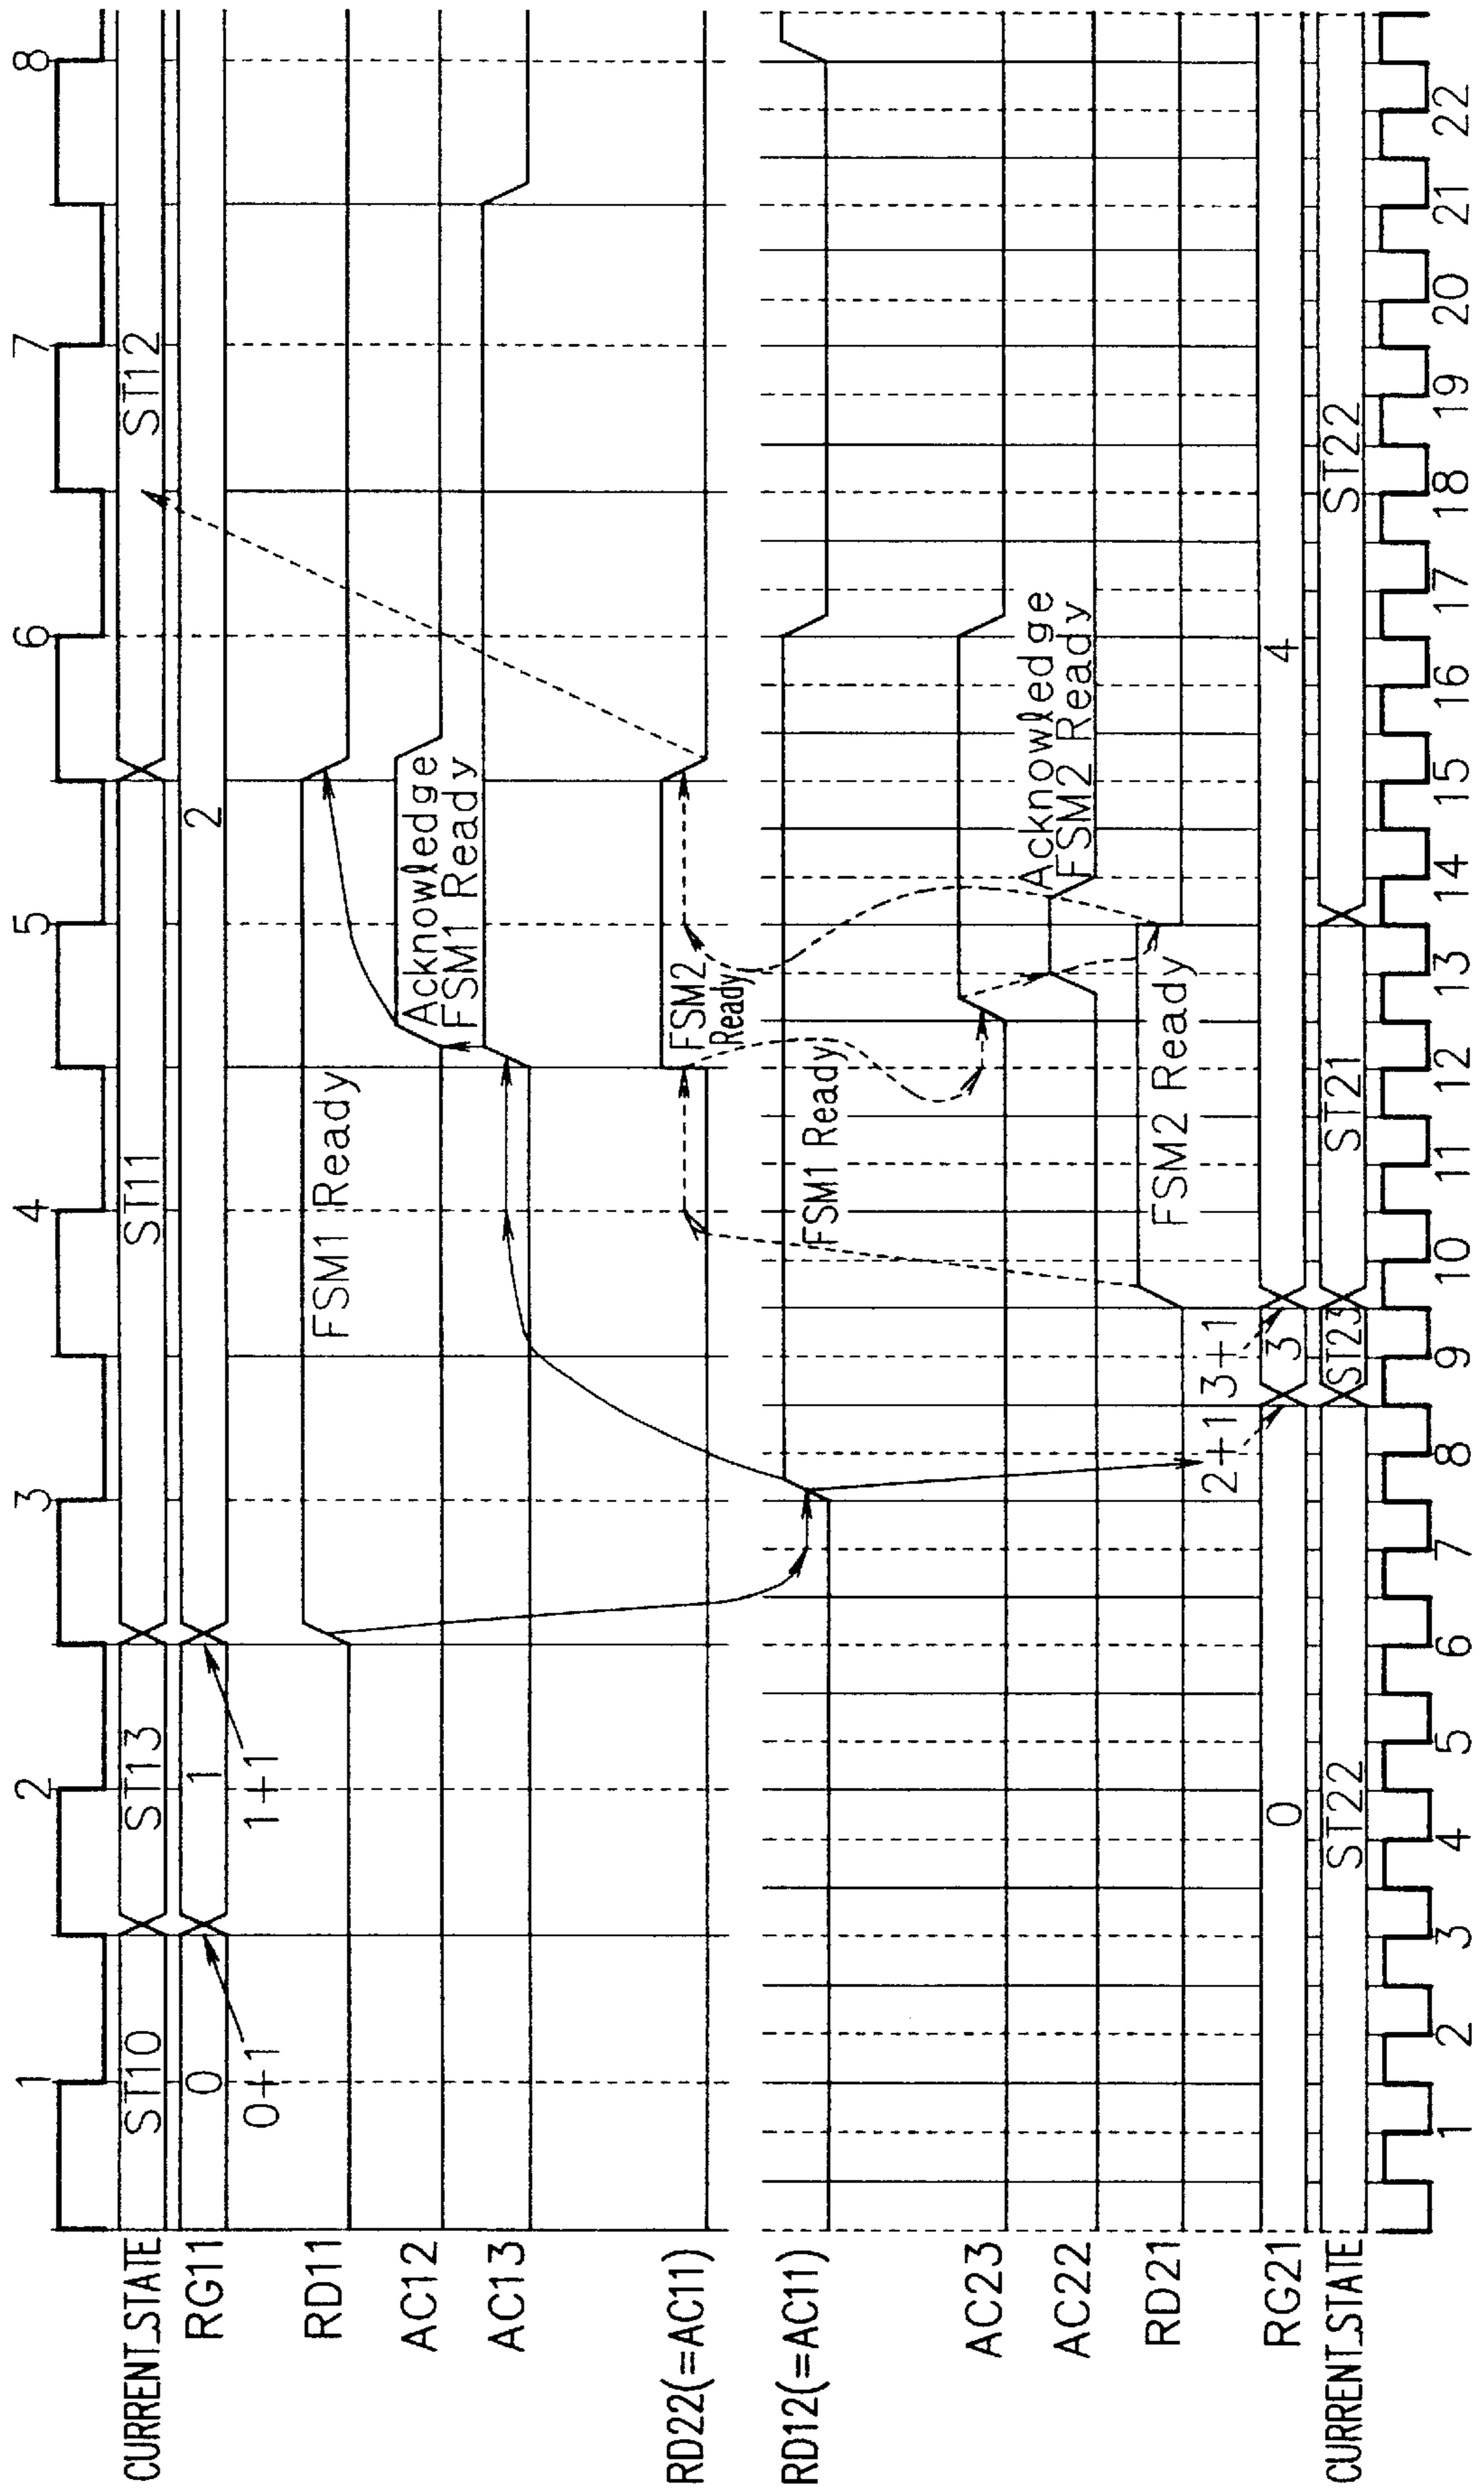 1 2 3 4 5 6 7 8
CURRENT_STATE ST10 ST13 ST11 ST12
RG11 0 1 2
0+1 1+1
RD11
FSM1 Ready
AC12
Acknowledge
FSM1 Ready
AC13
RD22(=AC11)
FSM2
Ready
RD12(=AC11)
FSM1 Ready
AC23
Acknowledge
FSM2 Ready
AC22
RD21
FSM2 Ready
2+1 3+1
RG21 0 3 4
CURRENT_STATE ST22 ST23 ST21 ST22
1 2 3 4 5 6 7 8 9 10 11 12 13 14 15 16 17 18 19 20 21 22